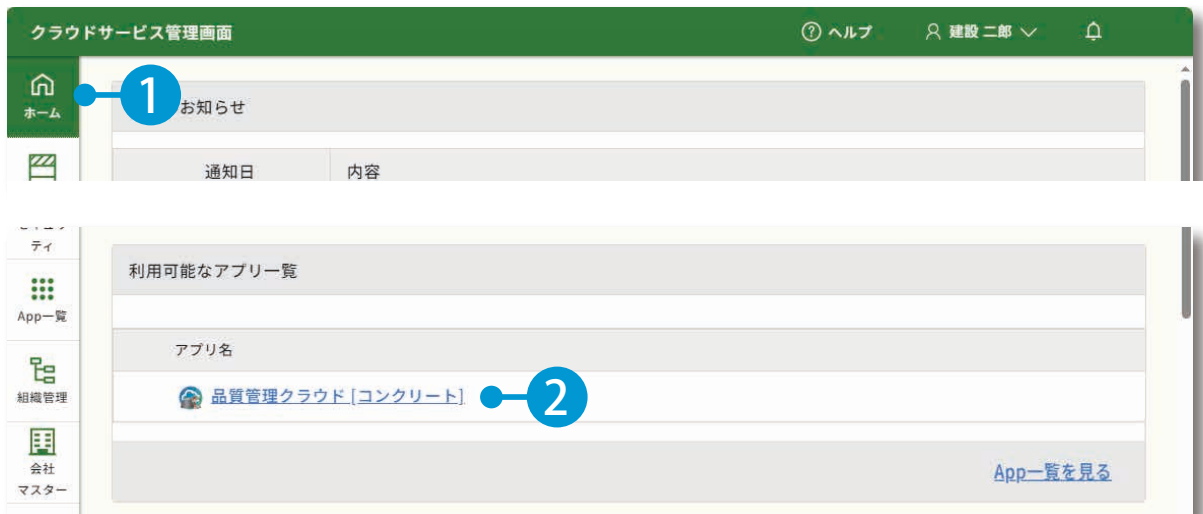 クラウドサービス管理画面
ヘルプ
建設 二郎
ホーム
1
お知らせ
通知日
内容
ティ
App一覧
組織管理
会社
マスター
利用可能なアプリ一覧
アプリ名
品質管理クラウド [コンクリート]
2
App一覧を見る